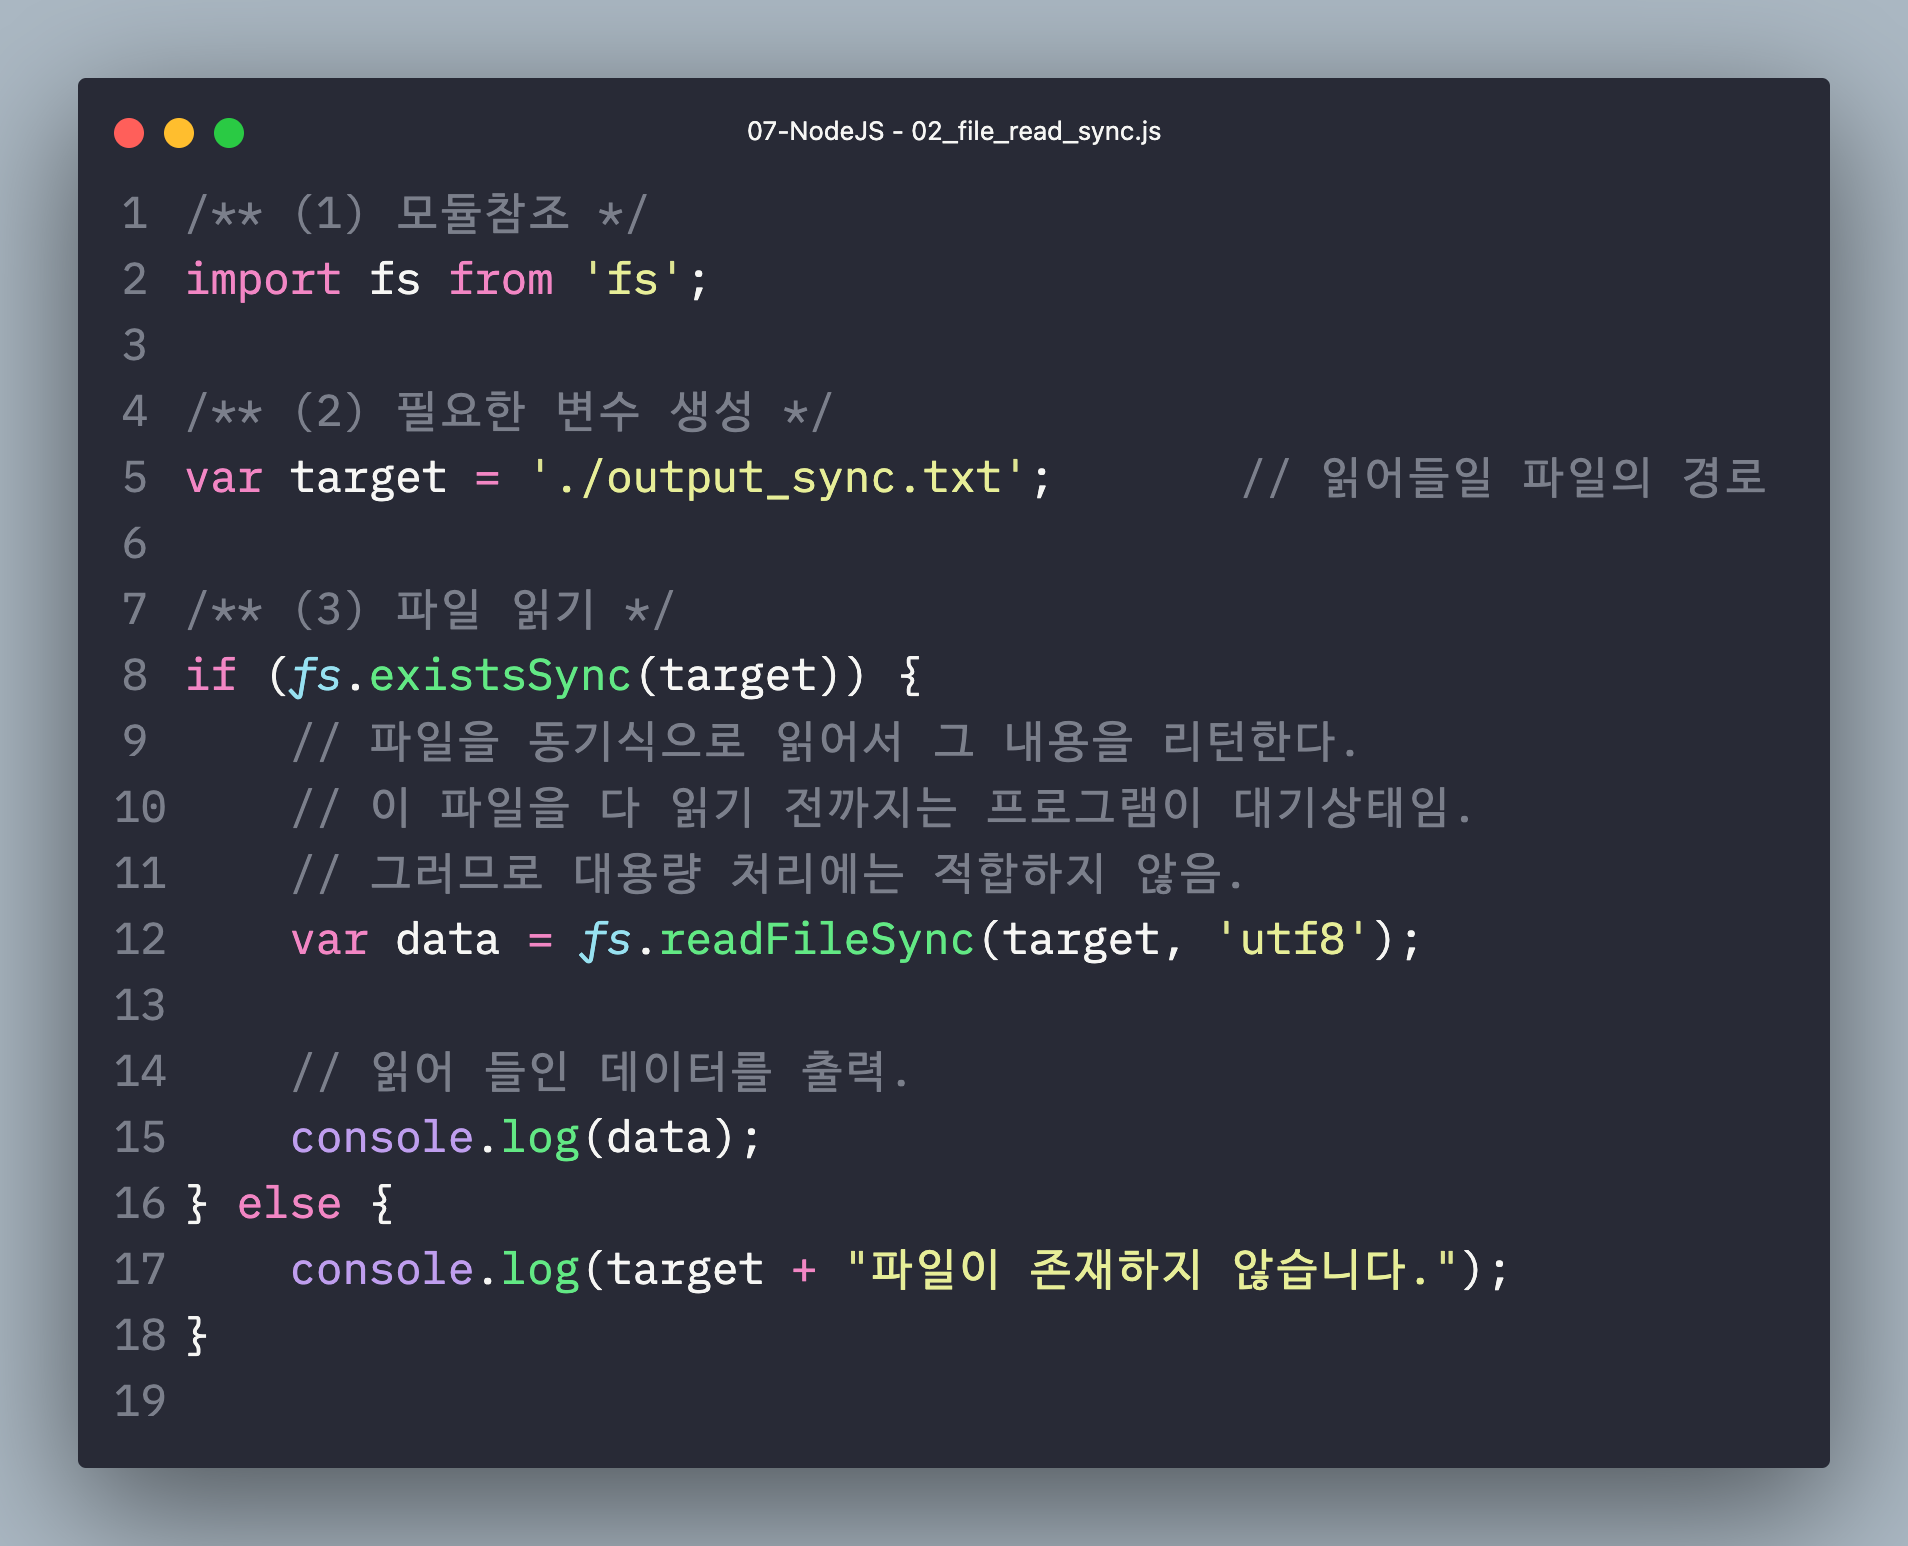 07-NodeJS - 02_file_read_sync.js
1 /** (1) 모듈참조 */
2 import fs from 'fs';
3
4 /** (2) 필요한 변수 생성 */
5 var target = './output_sync.txt';       // 읽어들일 파일의 경로
6
7 /** (3) 파일 읽기 */
8 if (fs.existsSync(target)) {
9     // 파일을 동기식으로 읽어서 그 내용을 리턴한다.
10     // 이 파일을 다 읽기 전까지는 프로그램이 대기상태임.
11     // 그러므로 대용량 처리에는 적합하지 않음.
12     var data = fs.readFileSync(target, 'utf8');
13
14     // 읽어 들인 데이터를 출력.
15     console.log(data);
16 } else {
17     console.log(target + "파일이 존재하지 않습니다.");
18 }
19